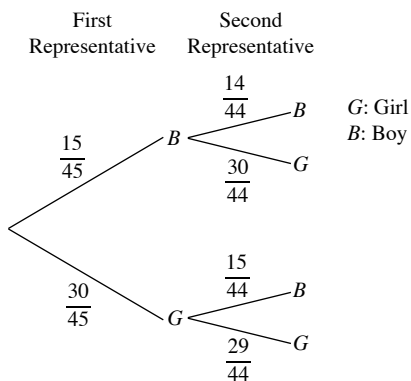 First Representative
Second Representative
14/44
B
G: Girl
B: Boy
15/45
B
30/44
G
15/44
B
30/45
G
29/44
G